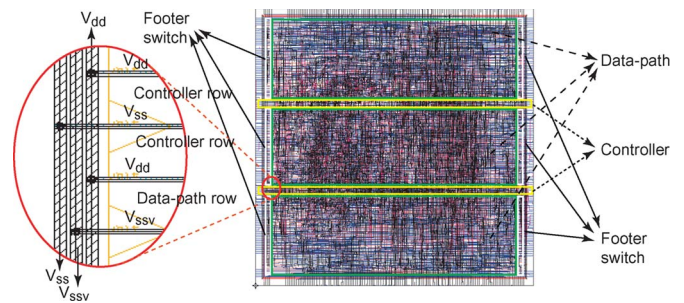 Vdd
Footer
switch
Vdd
Controller row
Vss
Controller row
Vdd
Data-path row
Vssv
Vss
Vssv
Data-path
Controller
Footer
switch